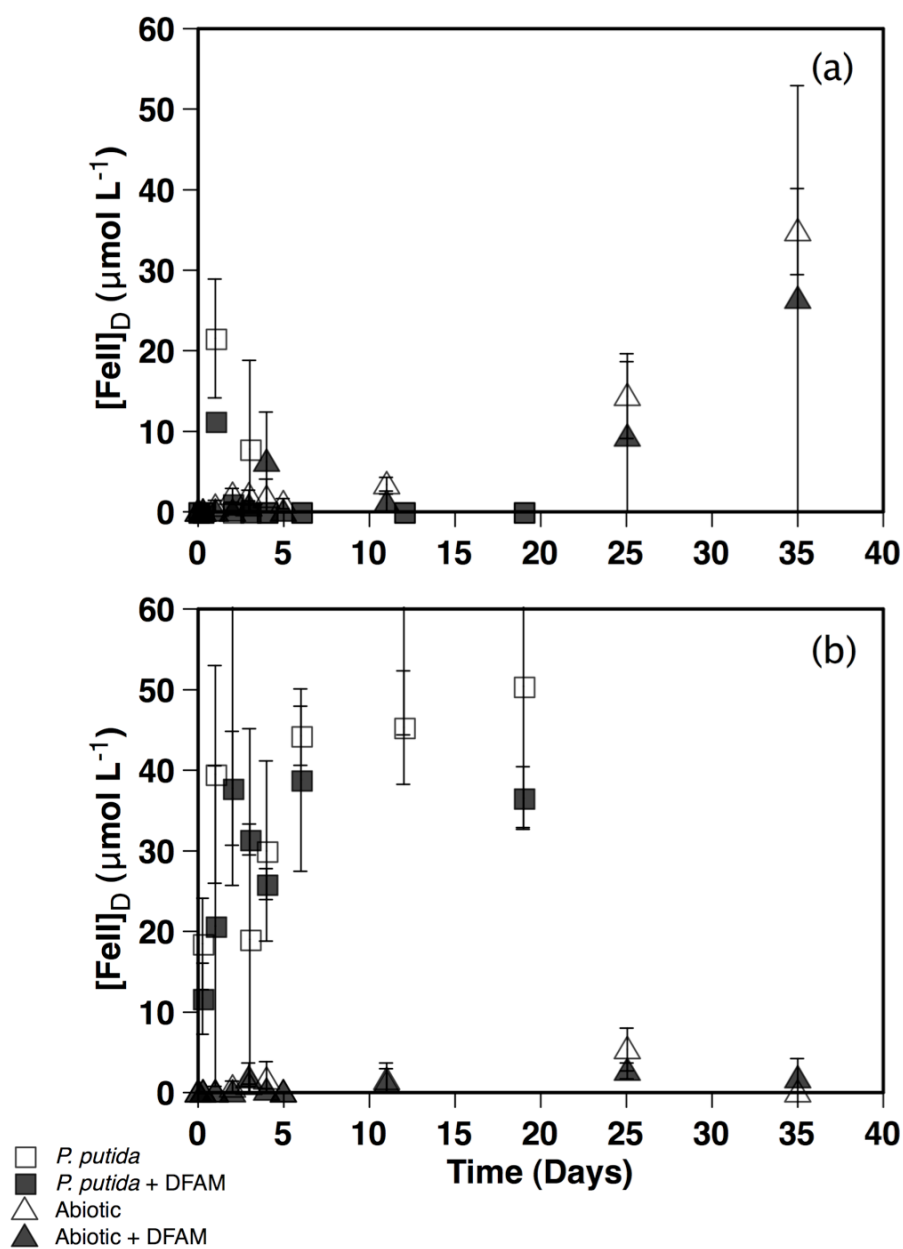 (a)
60
50
40
30
20
10
0
[FeII]D (µmol L-1)
0 5 10 15 20 25 30 35 40
(b)
60
50
40
30
20
10
0
[FeII]D (µmol L-1)
0 5 10 15 20 25 30 35 40
Time (Days)
P. putida
P. putida + DFAM
Abiotic
Abiotic + DFAM